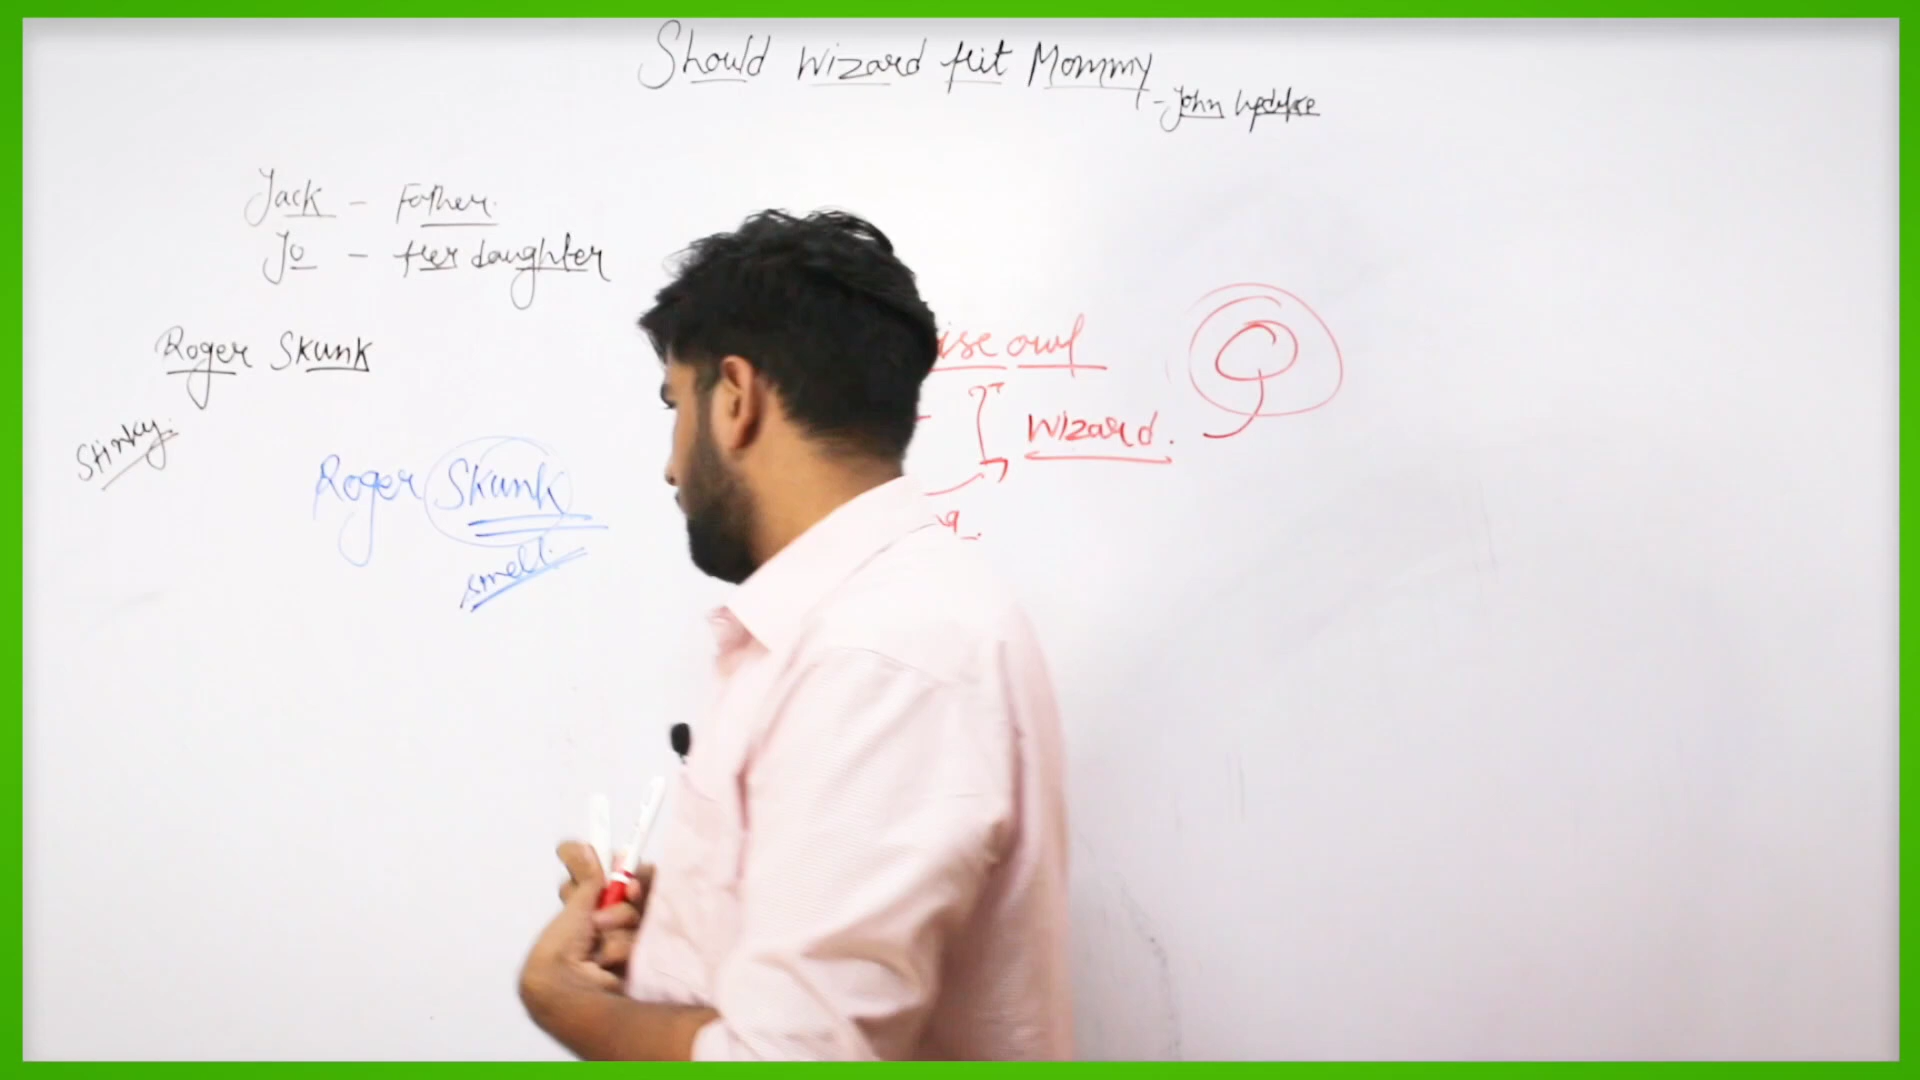 Should Wizard Hit Mommy
- John Updike
Jack - Father.
Jo - Her daughter
Roger Skunk
ise owl
Stinky.
Wizard.
Roger Skunk
smell.